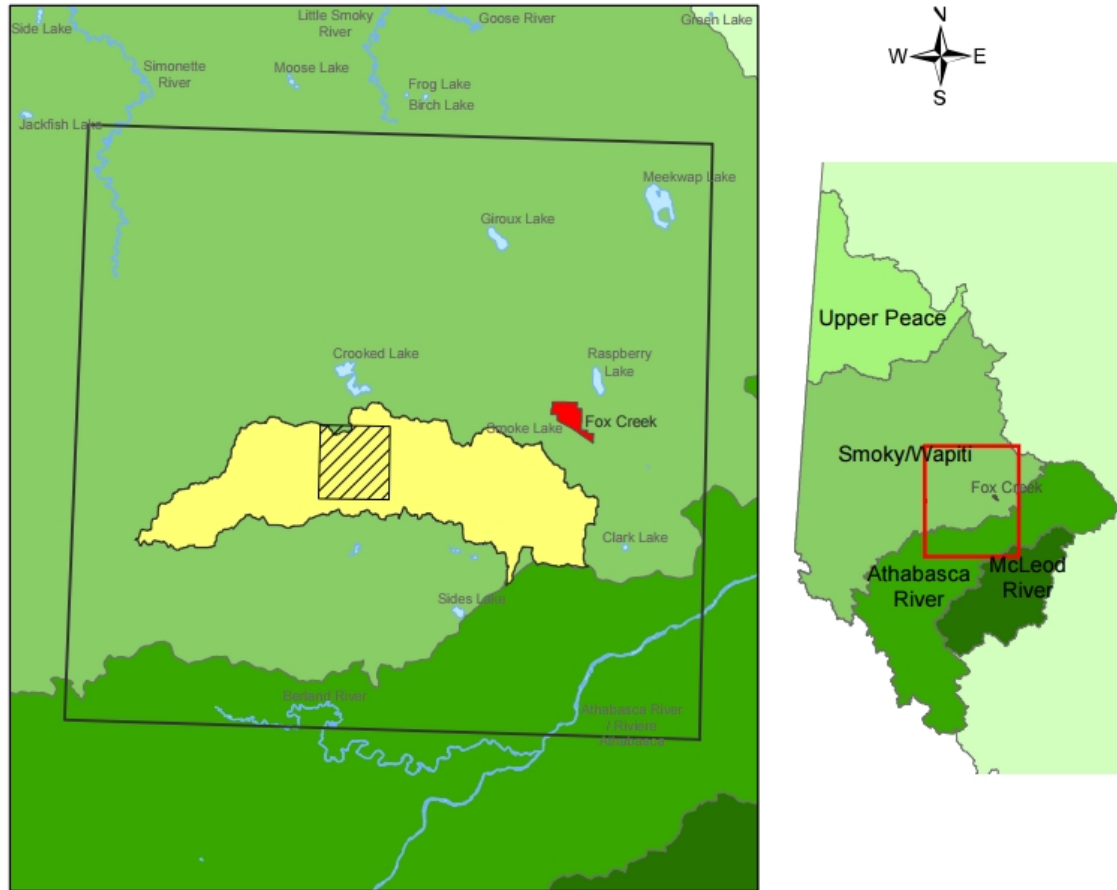 Side Lake
Little Smoky
River
Goose River
Green Lake
Simonette
River
Moose Lake
Frog Lake
Birch Lake
Jackfish Lake
Meekwap Lake
Giroux Lake
Crooked Lake
Raspberry
Lake
Smoke Lake
Fox Creek
Clark Lake
Sides Lake
Berland River
Athabasca River
/ Riviere
Athabasca
N
W
E
S
Upper Peace
Smoky/Wapiti
Fox Creek
Athabasca
River
McLeod
River